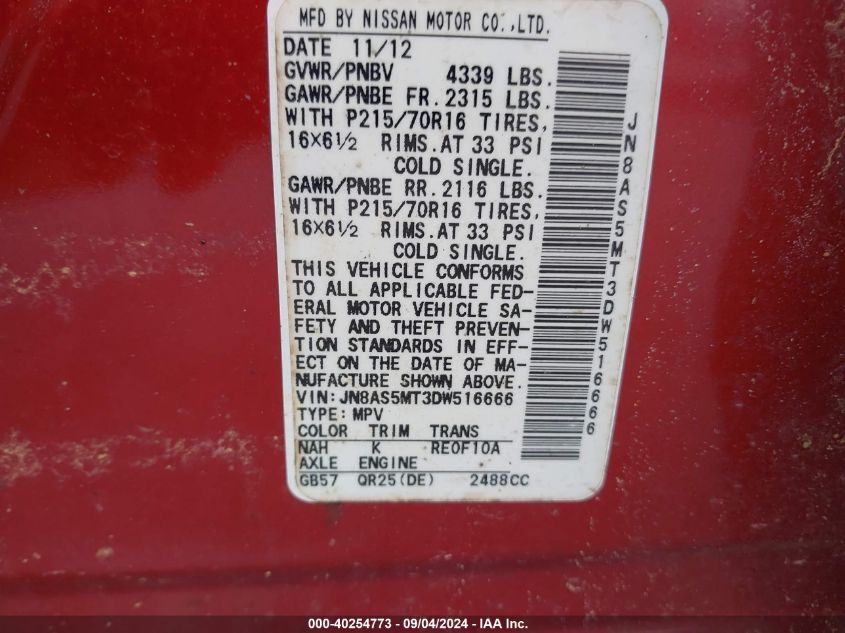 MFD BY NISSAN MOTOR CO.,LTD.
DATE 11/12
GVWR/PNBV 4339 LBS.
GAWR/PNBE FR. 2315 LBS.
WITH P215/70R16 TIRES,
16X6½ RIMS. AT 33 PSI
COLD SINGLE.
GAWR/PNBE RR. 2116 LBS.
WITH P215/70R16 TIRES,
16X6½ RIMS. AT 33 PSI
COLD SINGLE.
THIS VEHICLE CONFORMS
TO ALL APPLICABLE FED-
ERAL MOTOR VEHICLE SA-
FETY AND THEFT PREVEN-
TION STANDARDS IN EFF-
ECT ON THE DATE OF MA-
NUFACTURE SHOWN ABOVE.
VIN:JN8AS5MT3DW516666
TYPE:MPV
COLOR TRIM TRANS
NAH K RE0F10A
AXLE ENGINE
GB57 QR25(DE) 2488CC
JN8AS5MT3DW516666
000-40254773 - 09/04/2024 - www.iaai.com